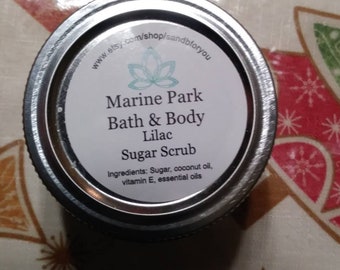 www.etsy.com/shop/sandbforyou
Marine Park
Bath & Body
Lilac
Sugar Scrub
Ingredients: Sugar, coconut oil,
vitamin E, essential oils